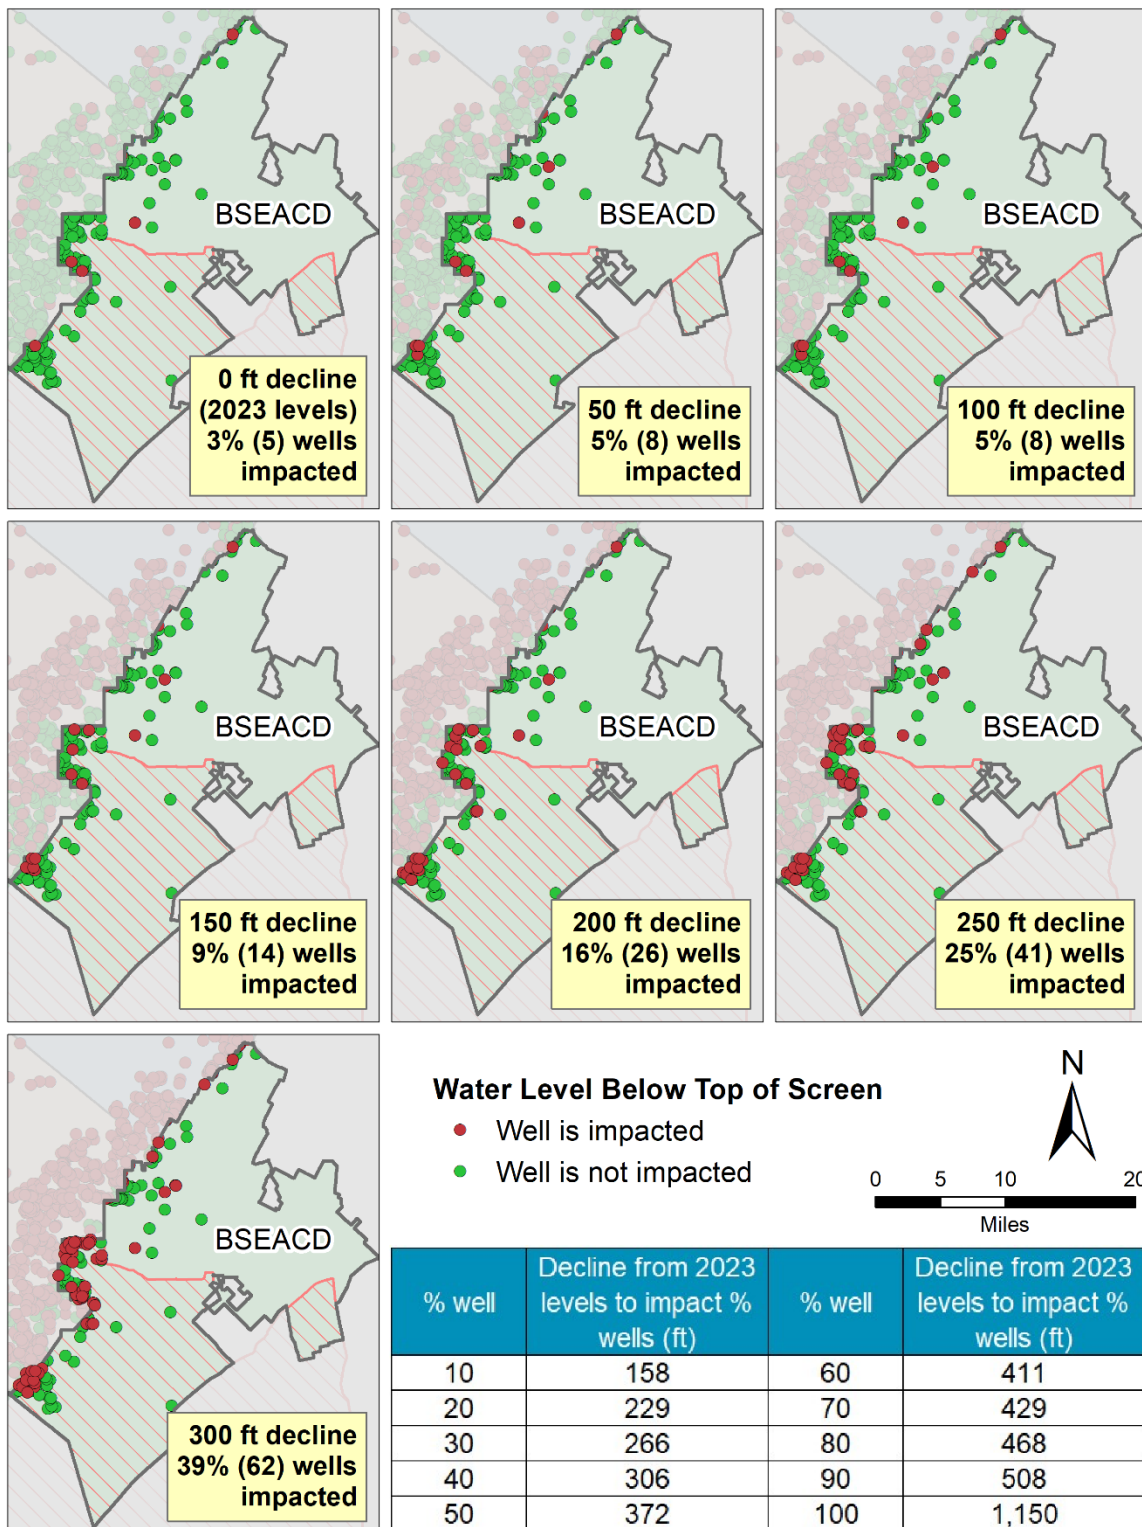 BSEACD
0 ft decline
(2023 levels)
3% (5) wells
impacted
BSEACD
50 ft decline
5% (8) wells
impacted
BSEACD
100 ft decline
5% (8) wells
impacted
BSEACD
150 ft decline
9% (14) wells
impacted
BSEACD
200 ft decline
16% (26) wells
impacted
BSEACD
250 ft decline
25% (41) wells
impacted
BSEACD
300 ft decline
39% (62) wells
impacted
Water Level Below Top of Screen
Well is impacted
Well is not impacted
N
0 5 10 20
Miles
% well
Decline from 2023
levels to impact %
wells (ft)
% well
Decline from 2023
levels to impact %
wells (ft)
10 158 60 411
20 229 70 429
30 266 80 468
40 306 90 508
50 372 100 1,150